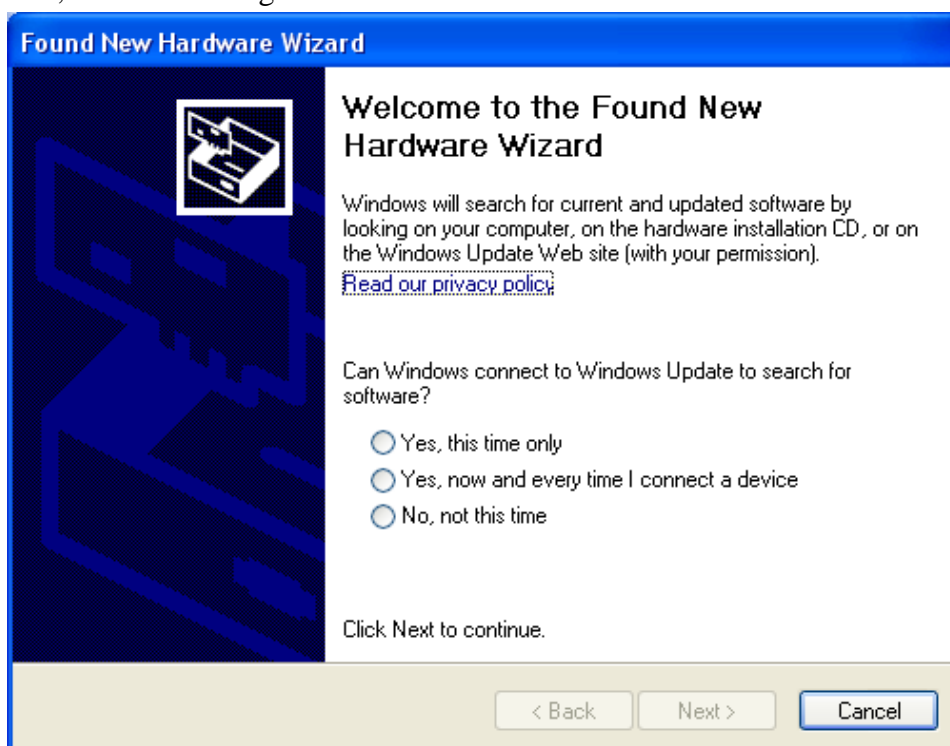 Found New Hardware Wizard
Welcome to the Found New
Hardware Wizard
Windows will search for current and updated software by
looking on your computer, on the hardware installation CD, or on
the Windows Update Web site (with your permission).
Read our privacy policy
Can Windows connect to Windows Update to search for
software?
Yes, this time only
Yes, now and every time I connect a device
No, not this time
Click Next to continue.
< Back
Next >
Cancel